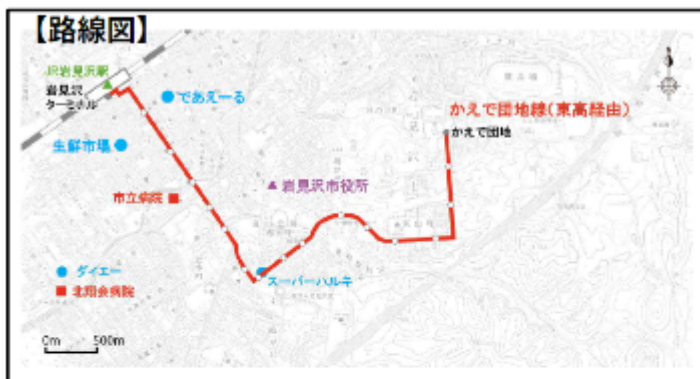 【路線図】
JR岩見沢駅
岩見沢
ターミナル
であえーる
生鮮市場
市立病院
岩見沢市役所
かえで団地線(東高経由)
かえで団地
ダイエー
北翔会病院
スーパーハルキ
0m 500m